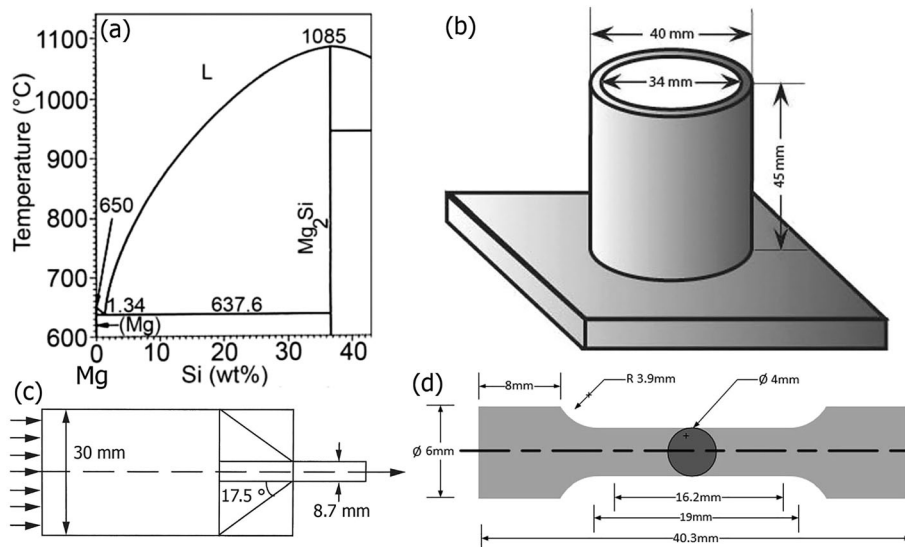 (a)
1100
1000
900
800
700
600
Temperature (°C)
1085
L
650
Mg2Si
1.34
637.6
(Mg)
0
10
20
30
40
Mg
Si (wt%)
(b)
40 mm
34 mm
45 mm
(c)
30 mm
17.5 °
8.7 mm
(d)
8mm
R 3.9mm
Ø 4mm
Ø 6mm
16.2mm
19mm
40.3mm